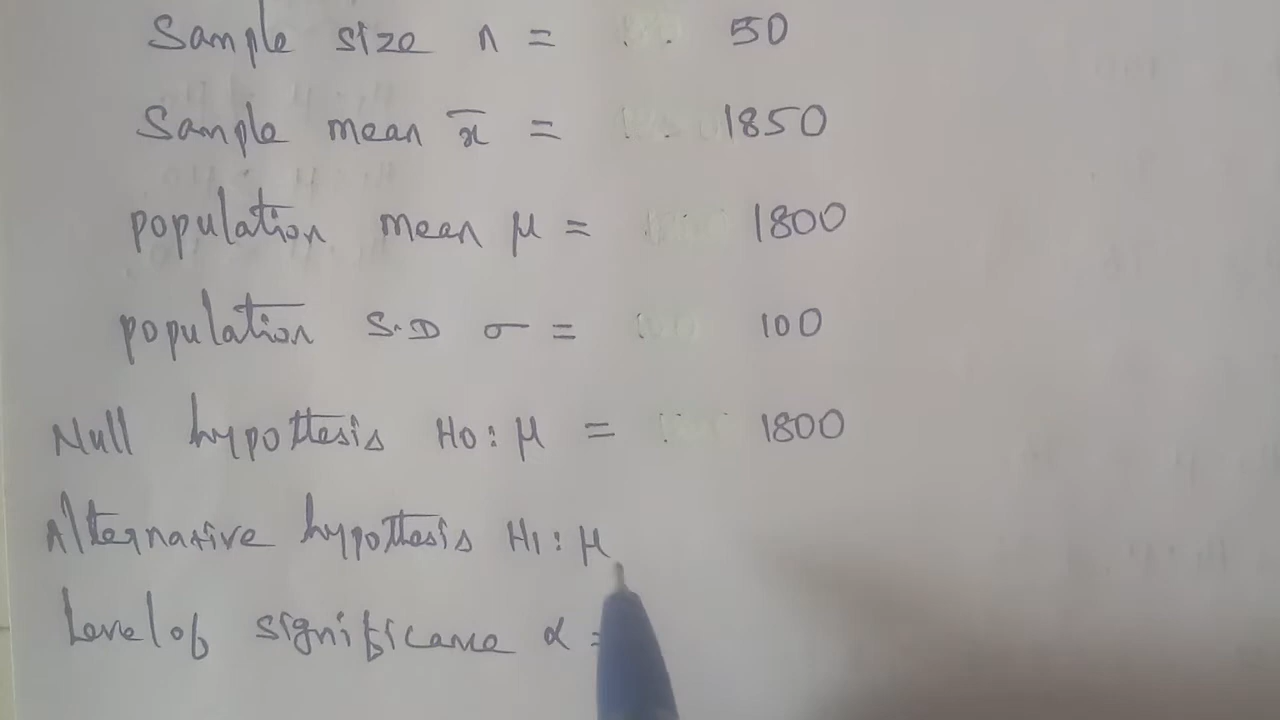 Sample size n = 50
Sample mean x̄ = 1850
population mean μ = 1800
population S.D σ = 100
Null hypothesis H0 : μ = 1800
Alternative hypothesis H1 : μ
Level of significance α =